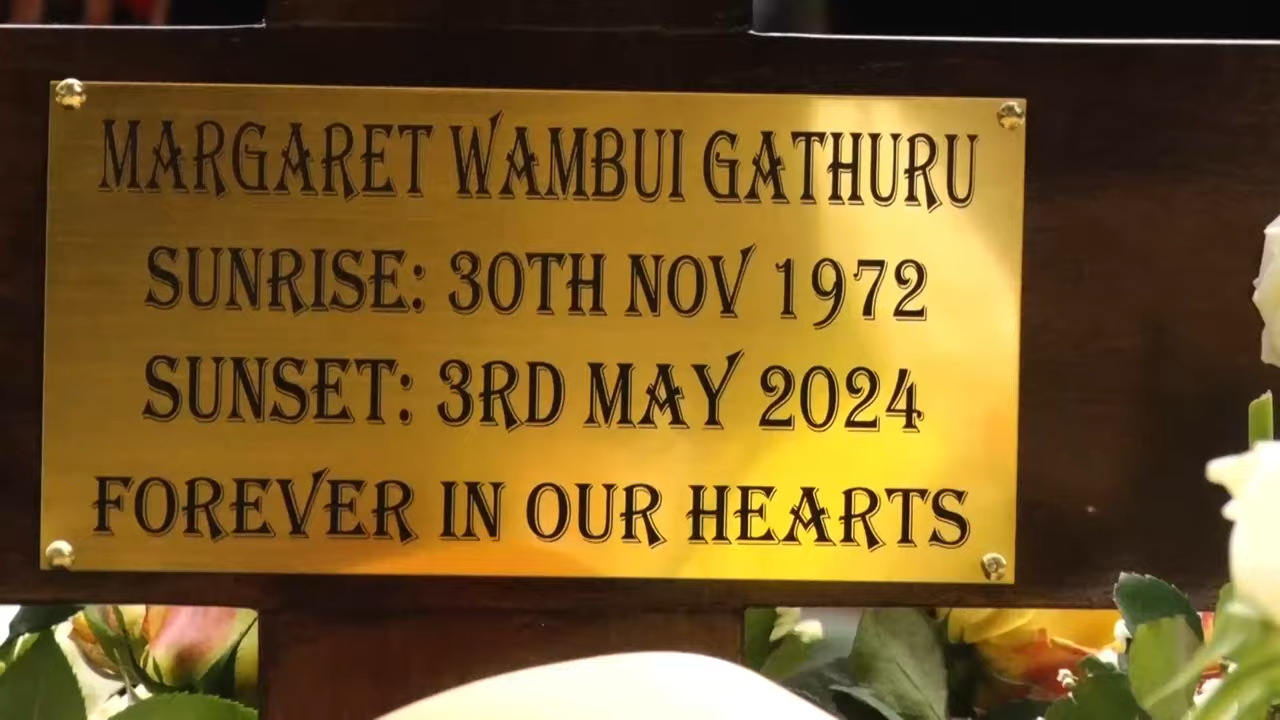 MARGARET WAMBUI GATHURU
SUNRISE: 30TH NOV 1972
SUNSET: 3RD MAY 2024
FOREVER IN OUR HEARTS